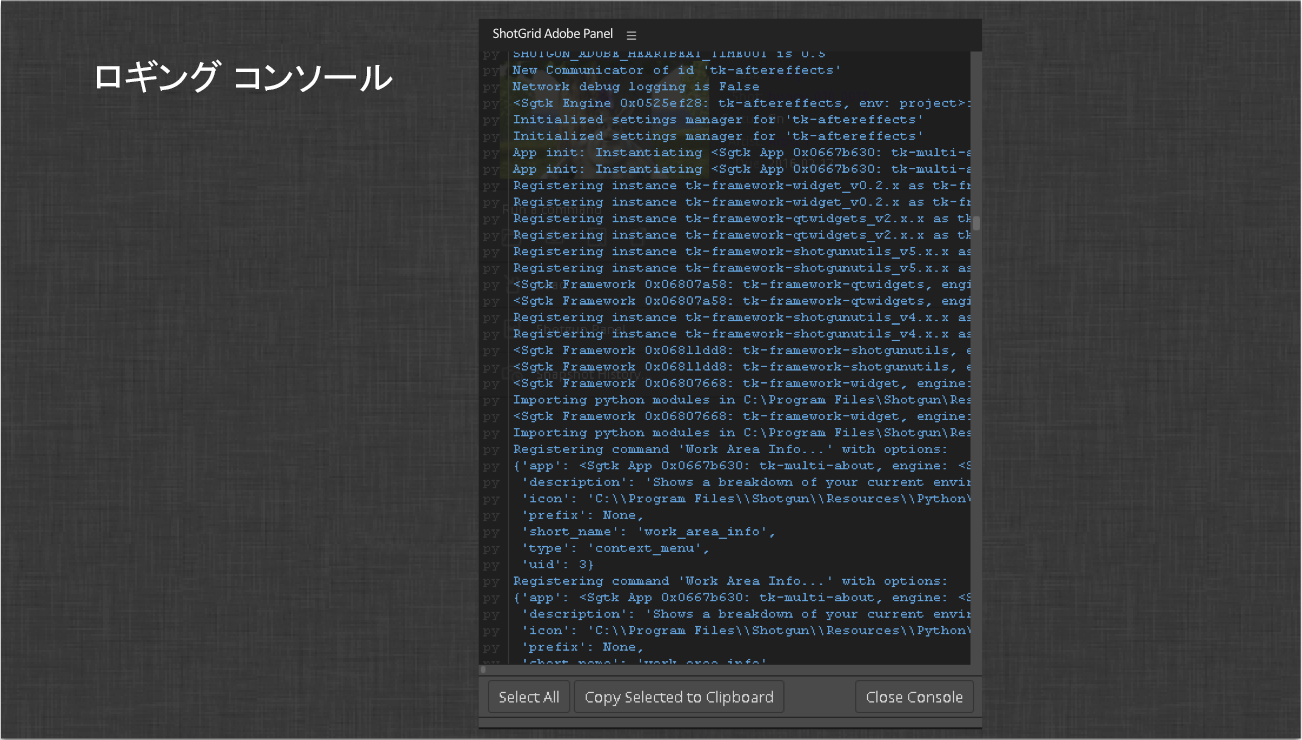 ロギング コンソール
ShotGrid Adobe Panel
py SHOTGUN_ADOBE_HEARTBEAT_TIMEOUT is 0.5
py New Communicator of id 'tk-aftereffects'
py Network debug logging is False
py <Sgtk Engine 0x0525ef28: tk-aftereffects, env: project>:
py Initialized settings manager for 'tk-aftereffects'
py Initialized settings manager for 'tk-aftereffects'
py App init: Instantiating <Sgtk App 0x0667b630: tk-multi-a
py App init: Instantiating <Sgtk App 0x0667b630: tk-multi-a
py Registering instance tk-framework-widget_v0.2.x as tk-fr
py Registering instance tk-framework-widget_v0.2.x as tk-fr
py Registering instance tk-framework-qtwidgets_v2.x.x as tk
py Registering instance tk-framework-qtwidgets_v2.x.x as tk
py Registering instance tk-framework-shotgunutils_v5.x.x as
py Registering instance tk-framework-shotgunutils_v5.x.x as
py <Sgtk Framework 0x06807a58: tk-framework-qtwidgets, engi
py <Sgtk Framework 0x06807a58: tk-framework-qtwidgets, engi
py Registering instance tk-framework-shotgunutils_v4.x.x as
py Registering instance tk-framework-shotgunutils_v4.x.x as
py <Sgtk Framework 0x06811dd8: tk-framework-shotgunutils, e
py <Sgtk Framework 0x06811dd8: tk-framework-shotgunutils, e
py <Sgtk Framework 0x06807668: tk-framework-widget, engine:
py Importing python modules in C:\Program Files\Shotgun\Res
py <Sgtk Framework 0x06807668: tk-framework-widget, engine:
py Importing python modules in C:\Program Files\Shotgun\Res
py Registering command 'Work Area Info...' with options:
py {'app': <Sgtk App 0x0667b630: tk-multi-about, engine: <S
py 'description': 'Shows a breakdown of your current envir
py 'icon': 'C:\\Program Files\\Shotgun\\Resources\\Python\
py 'prefix': None,
py 'short_name': 'work_area_info',
py 'type': 'context_menu',
py 'uid': 3}
py Registering command 'Work Area Info...' with options:
py {'app': <Sgtk App 0x0667b630: tk-multi-about, engine: <S
py 'description': 'Shows a breakdown of your current envir
py 'icon': 'C:\\Program Files\\Shotgun\\Resources\\Python\
py 'prefix': None,
py 'short_name': 'work_area_info'
Select All Copy Selected to Clipboard Close Console